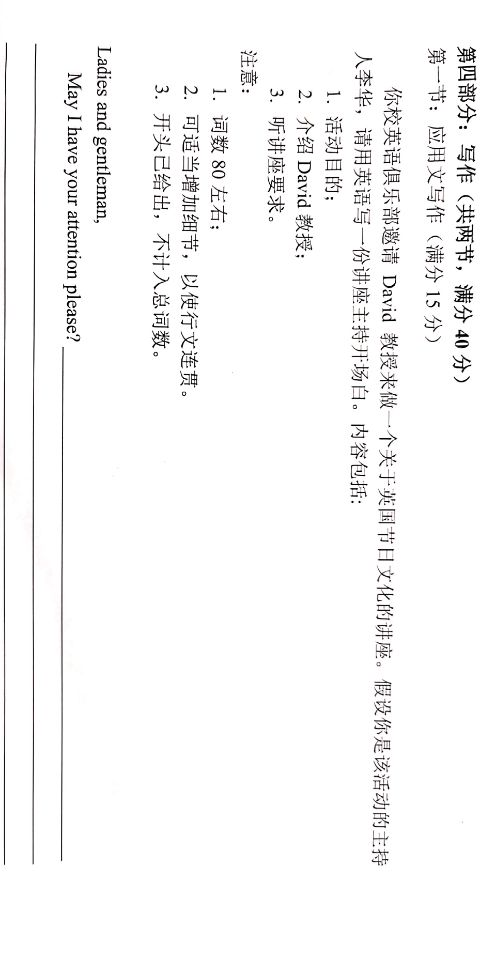 第四部分：写作（共两节，满分 40 分）
第一节：应用文写作（满分 15 分）
你校英语俱乐部邀请 David 教授来做一个关于英国节日文化的讲座。假设你是该活动的主持
人李华，请用英语写一份讲座主持开场白。内容包括:
1. 活动目的；
2. 介绍 David 教授；
3. 听讲座要求。
注意：
1. 词数 80 左右；
2. 可适当增加细节，以使行文连贯。
3. 开头已给出，不计入总词数。
Ladies and gentleman,
May I have your attention please?